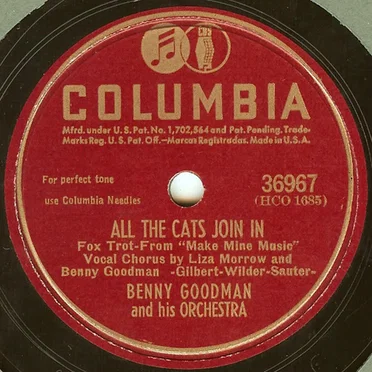 COLUMBIA
Mfrd. under U.S. Pat. No. 1,702,564 and Pat. Pending. Trade-
Marks Reg. U.S. Pat. Off.—Marcas Registradas. Made in U.S.A.
For perfect tone
use Columbia Needles
36967
(HCO 1685)
ALL THE CATS JOIN IN
Fox Trot-From "Make Mine Music"
Vocal Chorus by Liza Morrow and
Benny Goodman -Gilbert-Wilder-Sauter-
BENNY GOODMAN
and his ORCHESTRA